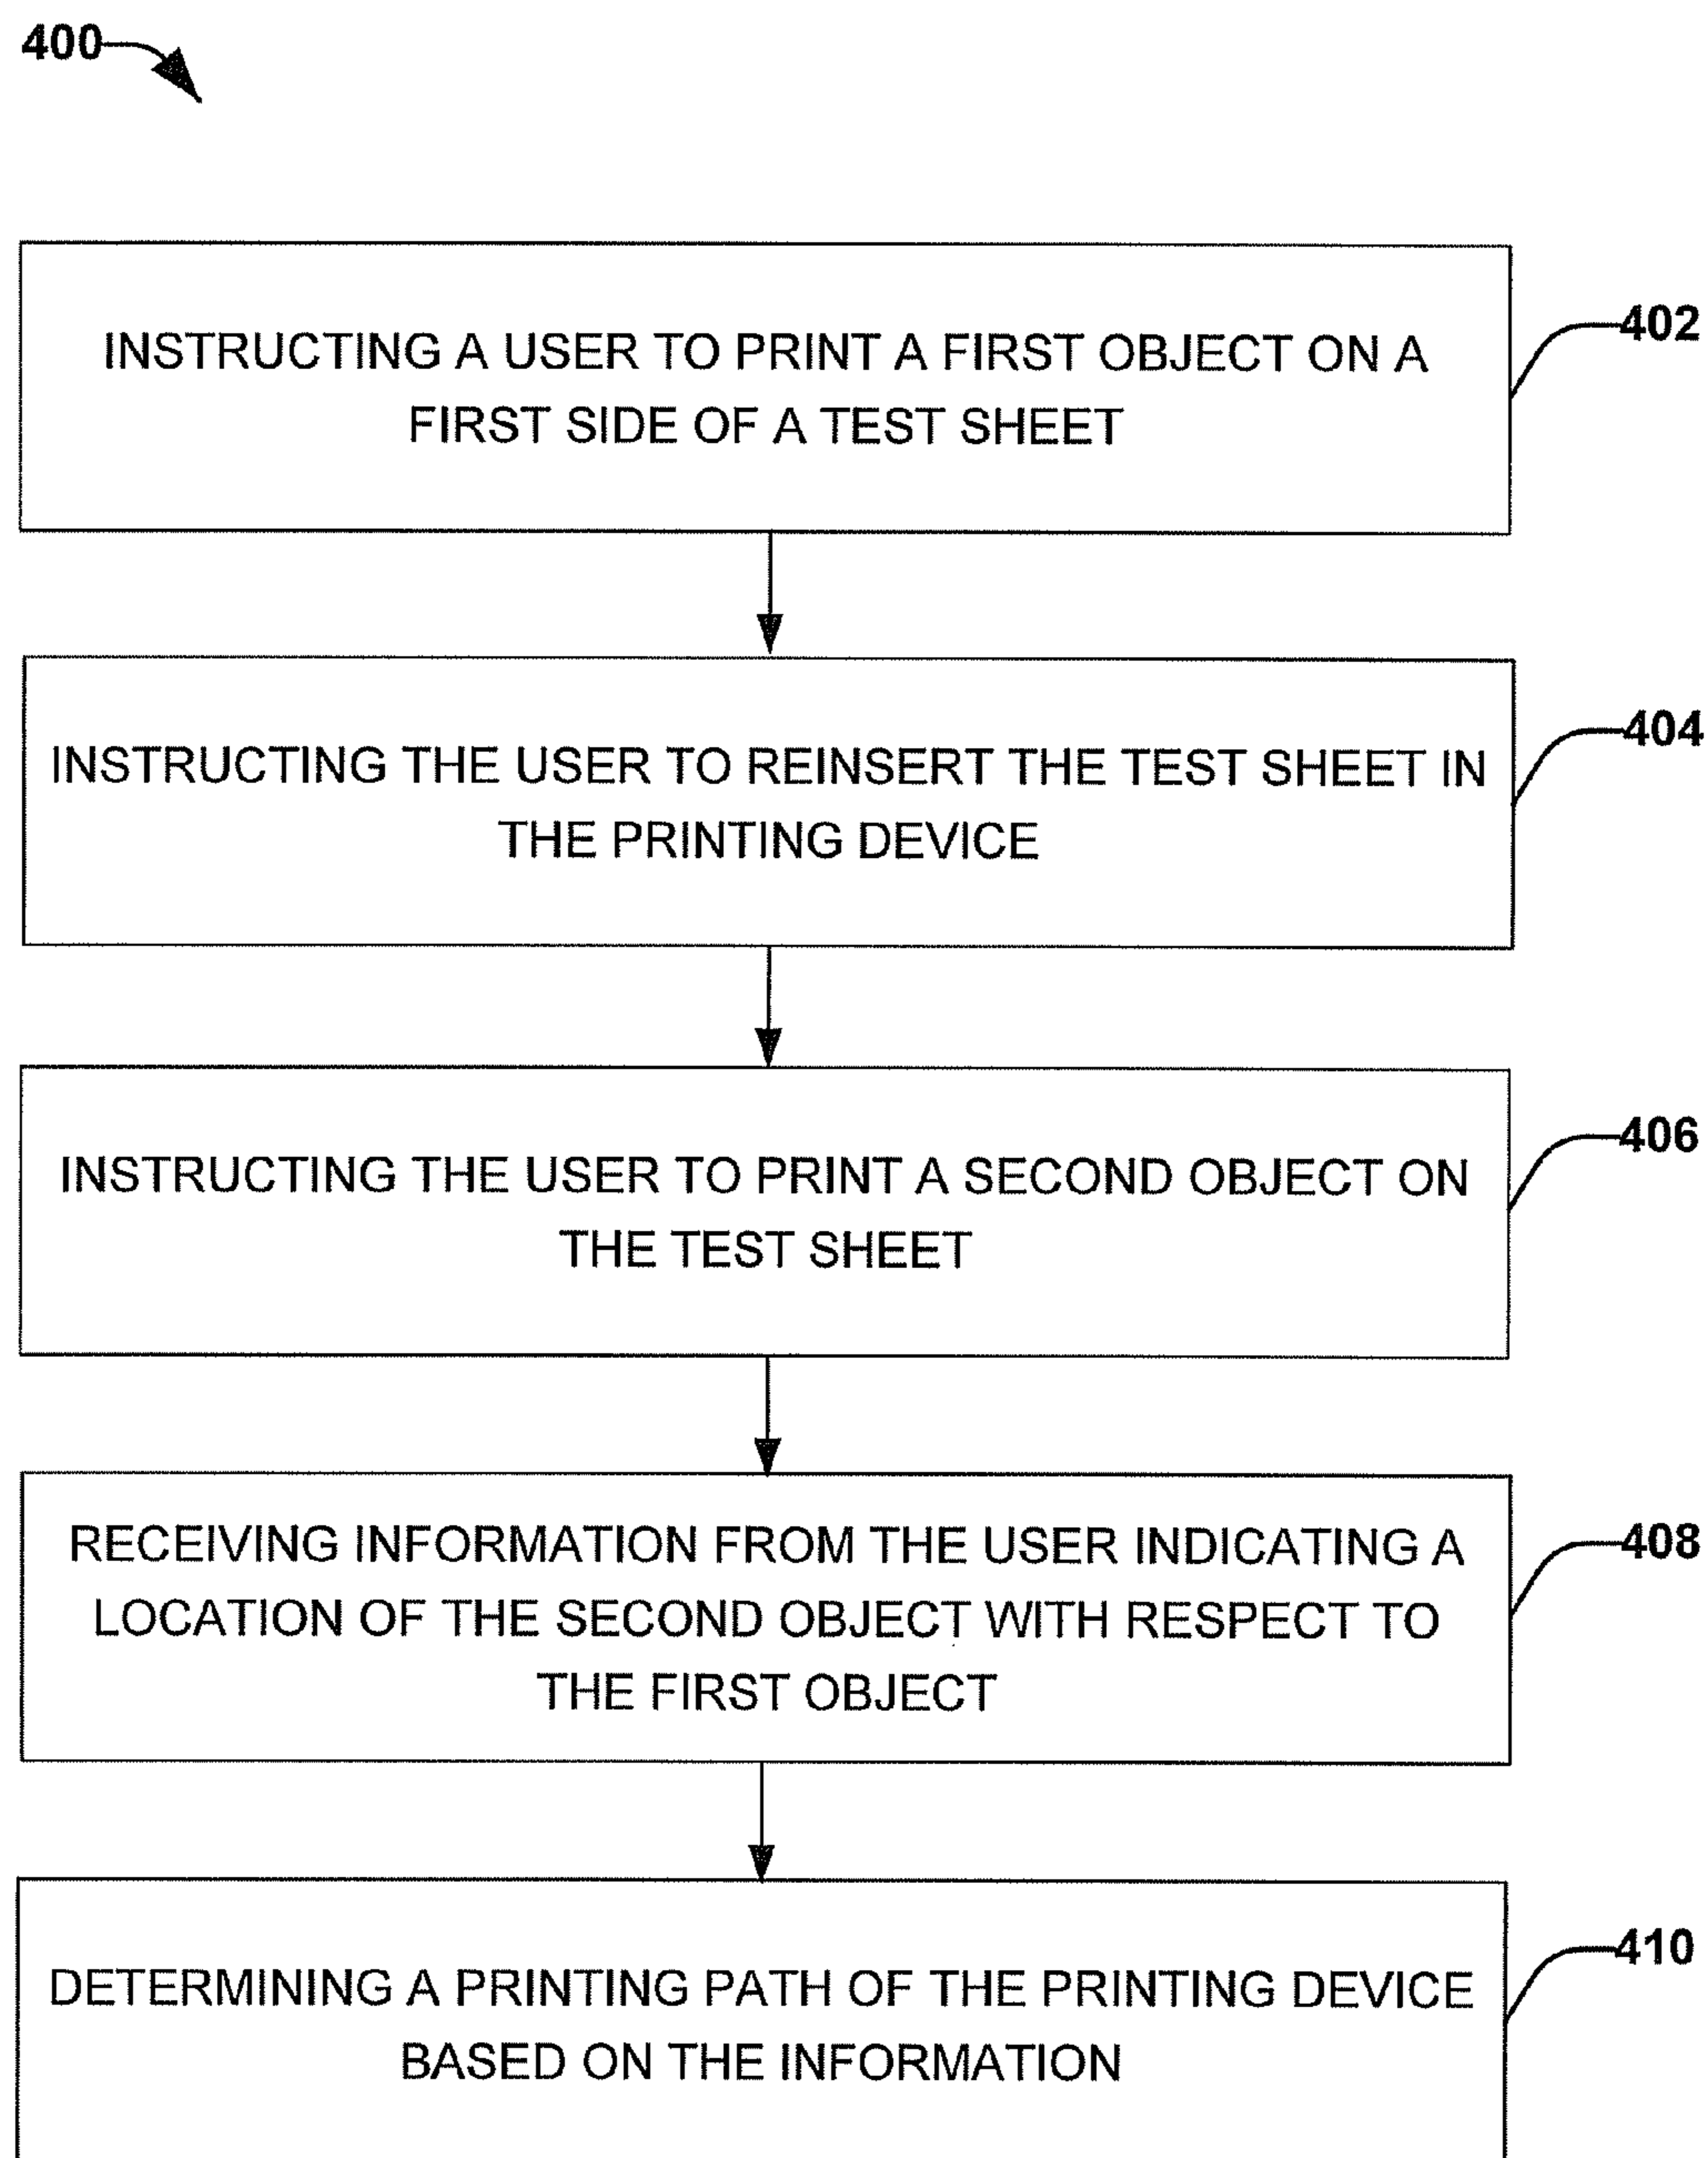 400
INSTRUCTING A USER TO PRINT A FIRST OBJECT ON A
FIRST SIDE OF A TEST SHEET
402
INSTRUCTING THE USER TO REINSERT THE TEST SHEET IN
THE PRINTING DEVICE
404
INSTRUCTING THE USER TO PRINT A SECOND OBJECT ON
THE TEST SHEET
406
RECEIVING INFORMATION FROM THE USER INDICATING A
LOCATION OF THE SECOND OBJECT WITH RESPECT TO
THE FIRST OBJECT
408
DETERMINING A PRINTING PATH OF THE PRINTING DEVICE
BASED ON THE INFORMATION
410